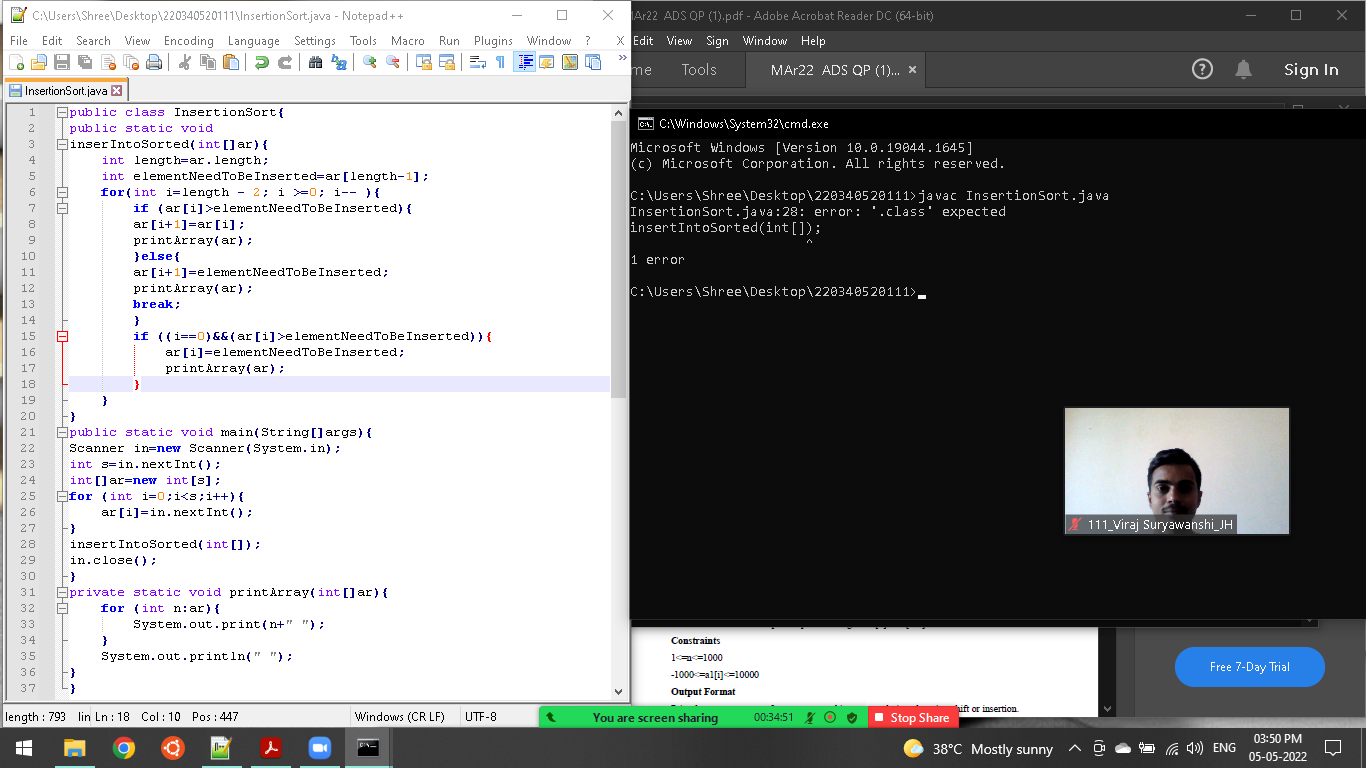 C:\Users\Shree\Desktop\220340520111\InsertionSort.java - Notepad++
File Edit Search View Encoding Language Settings Tools Macro Run Plugins Window ? X
InsertionSort.java
1 public class InsertionSort{
2 public static void
3 inserIntoSorted(int[]ar){
4 int length=ar.length;
5 int elementNeedToBeInserted=ar[length-1];
6 for(int i=length - 2; i >=0; i-- ){
7 if (ar[i]>elementNeedToBeInserted){
8 ar[i+1]=ar[i];
9 printArray(ar);
10 }else{
11 ar[i+1]=elementNeedToBeInserted;
12 printArray(ar);
13 break;
14 }
15 if ((i==0)&&(ar[i]>elementNeedToBeInserted)){
16 ar[i]=elementNeedToBeInserted;
17 printArray(ar);
18 }
19 }
20 }
21 public static void main(String[]args){
22 Scanner in=new Scanner(System.in);
23 int s=in.nextInt();
24 int[]ar=new int[s];
25 for (int i=0;i<s;i++){
26 ar[i]=in.nextInt();
27 }
28 insertIntoSorted(int[]);
29 in.close();
30 }
31 private static void printArray(int[]ar){
32 for (int n:ar){
33 System.out.print(n+" ");
34 }
35 System.out.println(" ");
36 }
37 }
length : 793 lin Ln : 18 Col : 10 Pos : 447 Windows (CR LF) UTF-8
MAr22 ADS QP (1).pdf - Adobe Acrobat Reader DC (64-bit)
Edit View Sign Window Help
me Tools MAr22 ADS QP (1)... × Sign In
C:\Windows\System32\cmd.exe
Microsoft Windows [Version 10.0.19044.1645]
(c) Microsoft Corporation. All rights reserved.
C:\Users\Shree\Desktop\220340520111>javac InsertionSort.java
InsertionSort.java:28: error: '.class' expected
insertIntoSorted(int[]);
^
1 error
C:\Users\Shree\Desktop\220340520111>
111_Viraj Suryawanshi_JH
Constraints
1<=n<=1000
-1000<=a1[i]<=10000
Output Format
shift or insertion.
Free 7-Day Trial
You are screen sharing 00:34:51 Stop Share
38°C Mostly sunny ENG 03:50 PM
05-05-2022